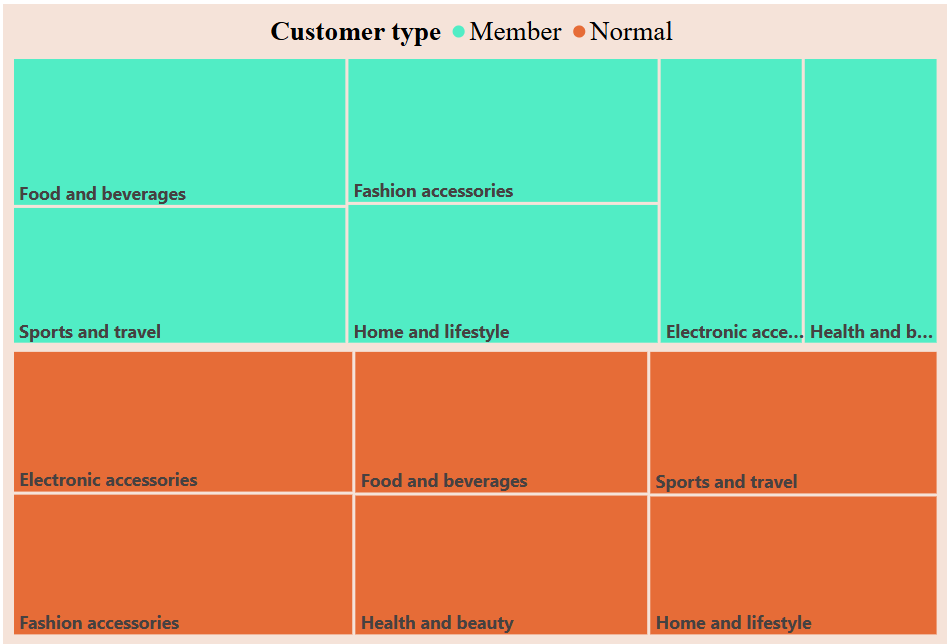 Customer type Member Normal
Food and beverages
Fashion accessories
Sports and travel
Home and lifestyle
Electronic acce...
Health and b...
Electronic accessories
Food and beverages
Sports and travel
Fashion accessories
Health and beauty
Home and lifestyle